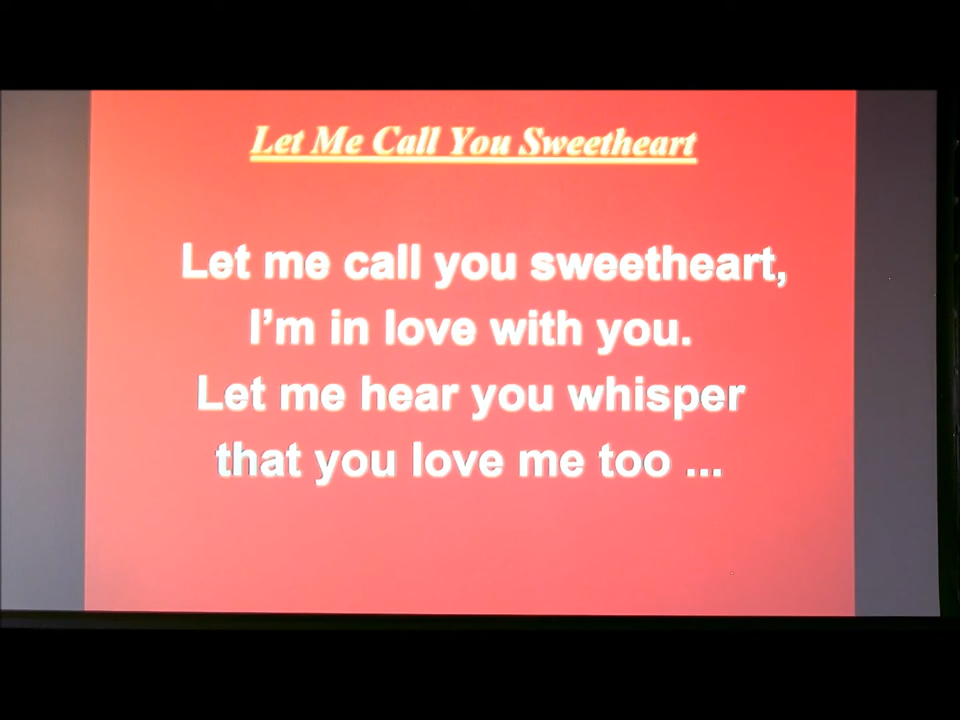 Let Me Call You Sweetheart
Let me call you sweetheart,
I’m in love with you.
Let me hear you whisper
that you love me too ...